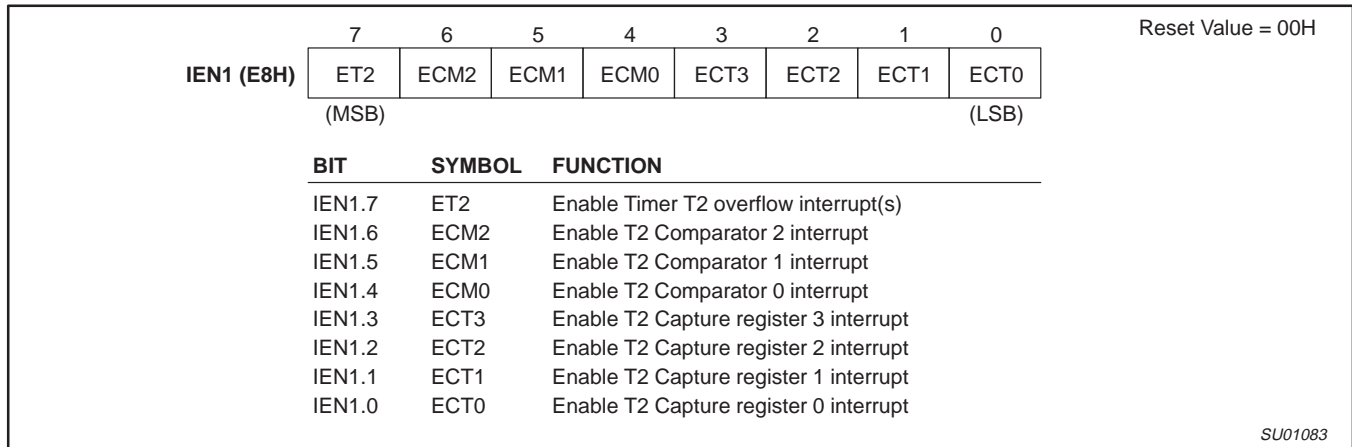 7 6 5 4 3 2 1 0 Reset Value = 00H
IEN1 (E8H) ET2 ECM2 ECM1 ECM0 ECT3 ECT2 ECT1 ECT0
(MSB) (LSB)
BIT SYMBOL FUNCTION
IEN1.7 ET2 Enable Timer T2 overflow interrupt(s)
IEN1.6 ECM2 Enable T2 Comparator 2 interrupt
IEN1.5 ECM1 Enable T2 Comparator 1 interrupt
IEN1.4 ECM0 Enable T2 Comparator 0 interrupt
IEN1.3 ECT3 Enable T2 Capture register 3 interrupt
IEN1.2 ECT2 Enable T2 Capture register 2 interrupt
IEN1.1 ECT1 Enable T2 Capture register 1 interrupt
IEN1.0 ECT0 Enable T2 Capture register 0 interrupt
SU01083